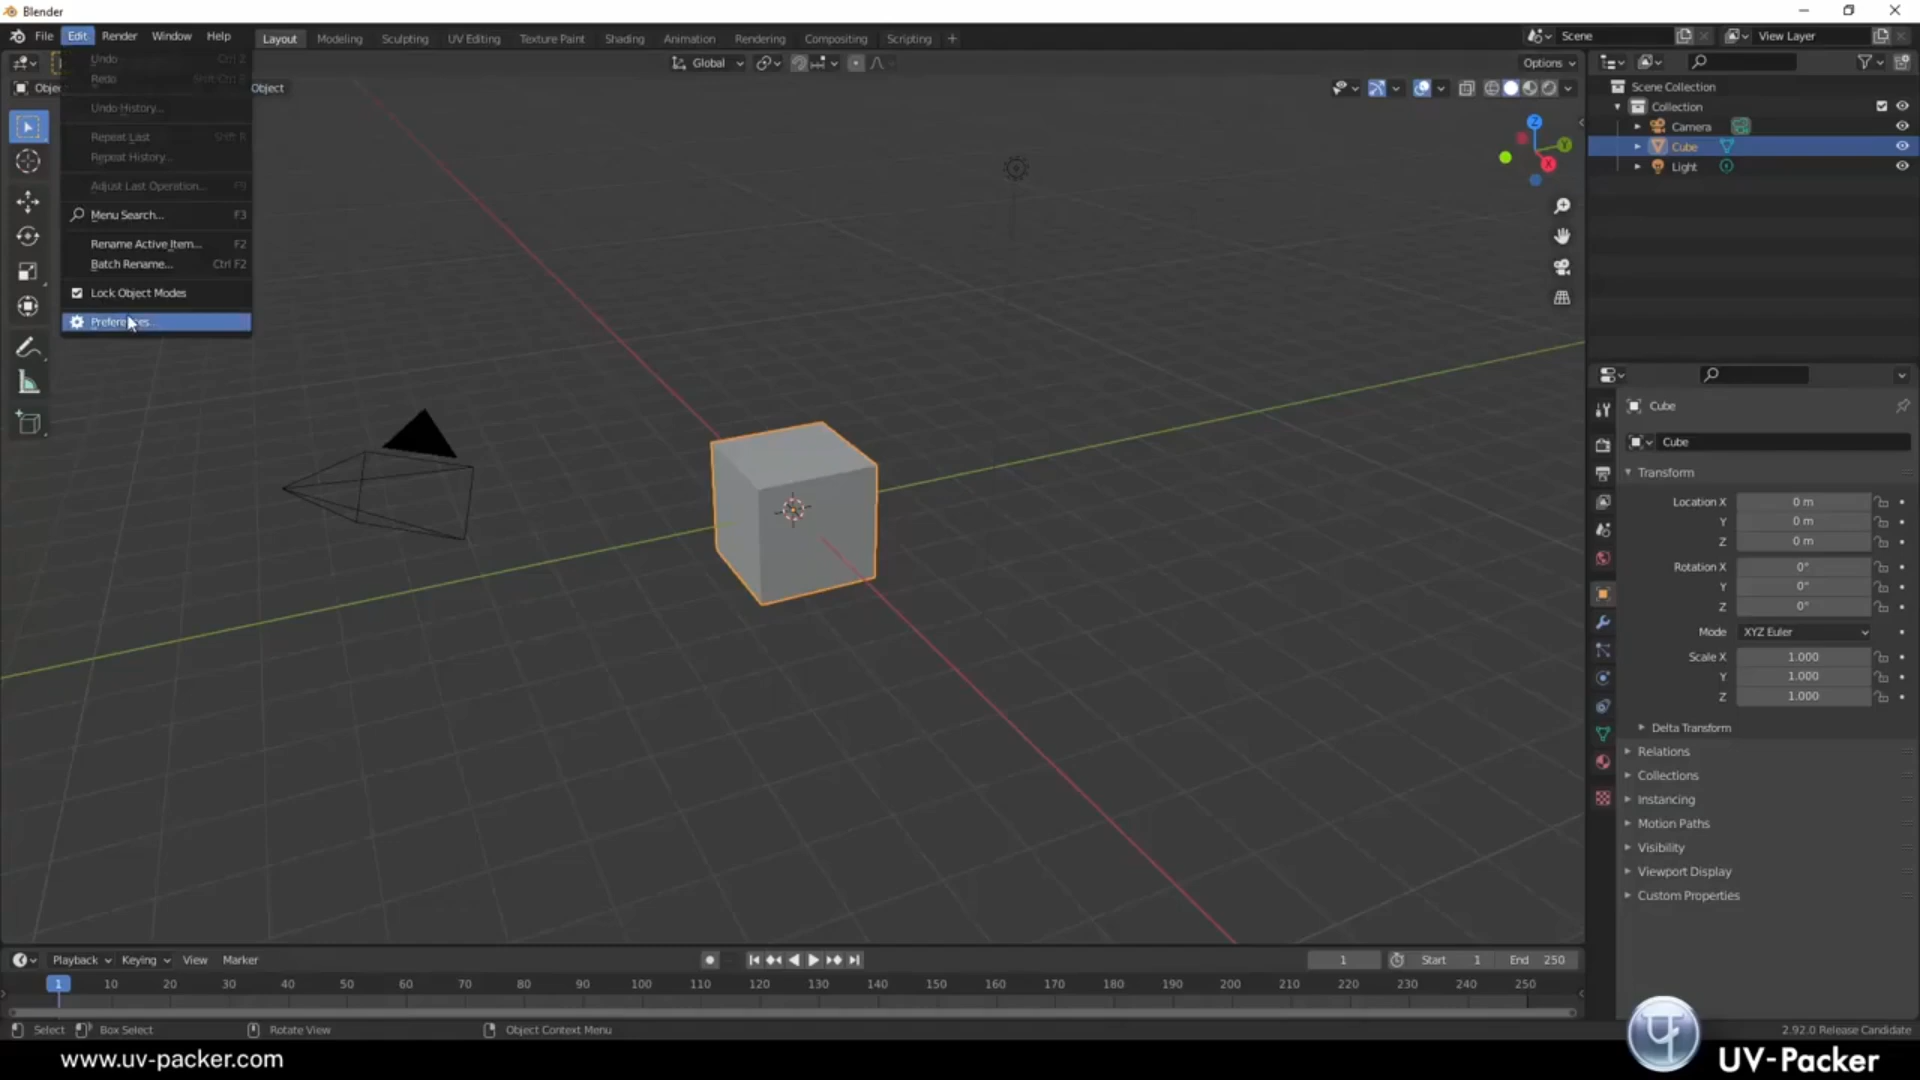 Blender
File Edit Render Window Help Layout Modeling Sculpting UV Editing Texture Paint Shading Animation Rendering Compositing Scripting + Scene View Layer
Global Options
Object
Undo Ctrl Z
Redo Shift Ctrl Z
Undo History...
Repeat Last Shift R
Repeat History...
Adjust Last Operation... F9
Menu Search... F3
Rename Active Item... F2
Batch Rename... Ctrl F2
Lock Object Modes
Z
Y
X
Scene Collection
Collection
Camera
Cube
Light
Cube
Cube
Transform
Location X 0 m
Y 0 m
Z 0 m
Rotation X 0°
Y 0°
Z 0°
Mode XYZ Euler
Scale X 1.000
Y 1.000
Z 1.000
Delta Transform
Relations
Collections
Instancing
Motion Paths
Visibility
Viewport Display
Custom Properties
Playback Keying View Marker 1 Start 1 End 250
1 10 20 30 40 50 60 70 80 90 100 110 120 130 140 150 160 170 180 190 200 210 220 230 240 250
Select Box Select Rotate View Object Context Menu 2.92.0 Release Candidate
www.uv-packer.com UV-Packer